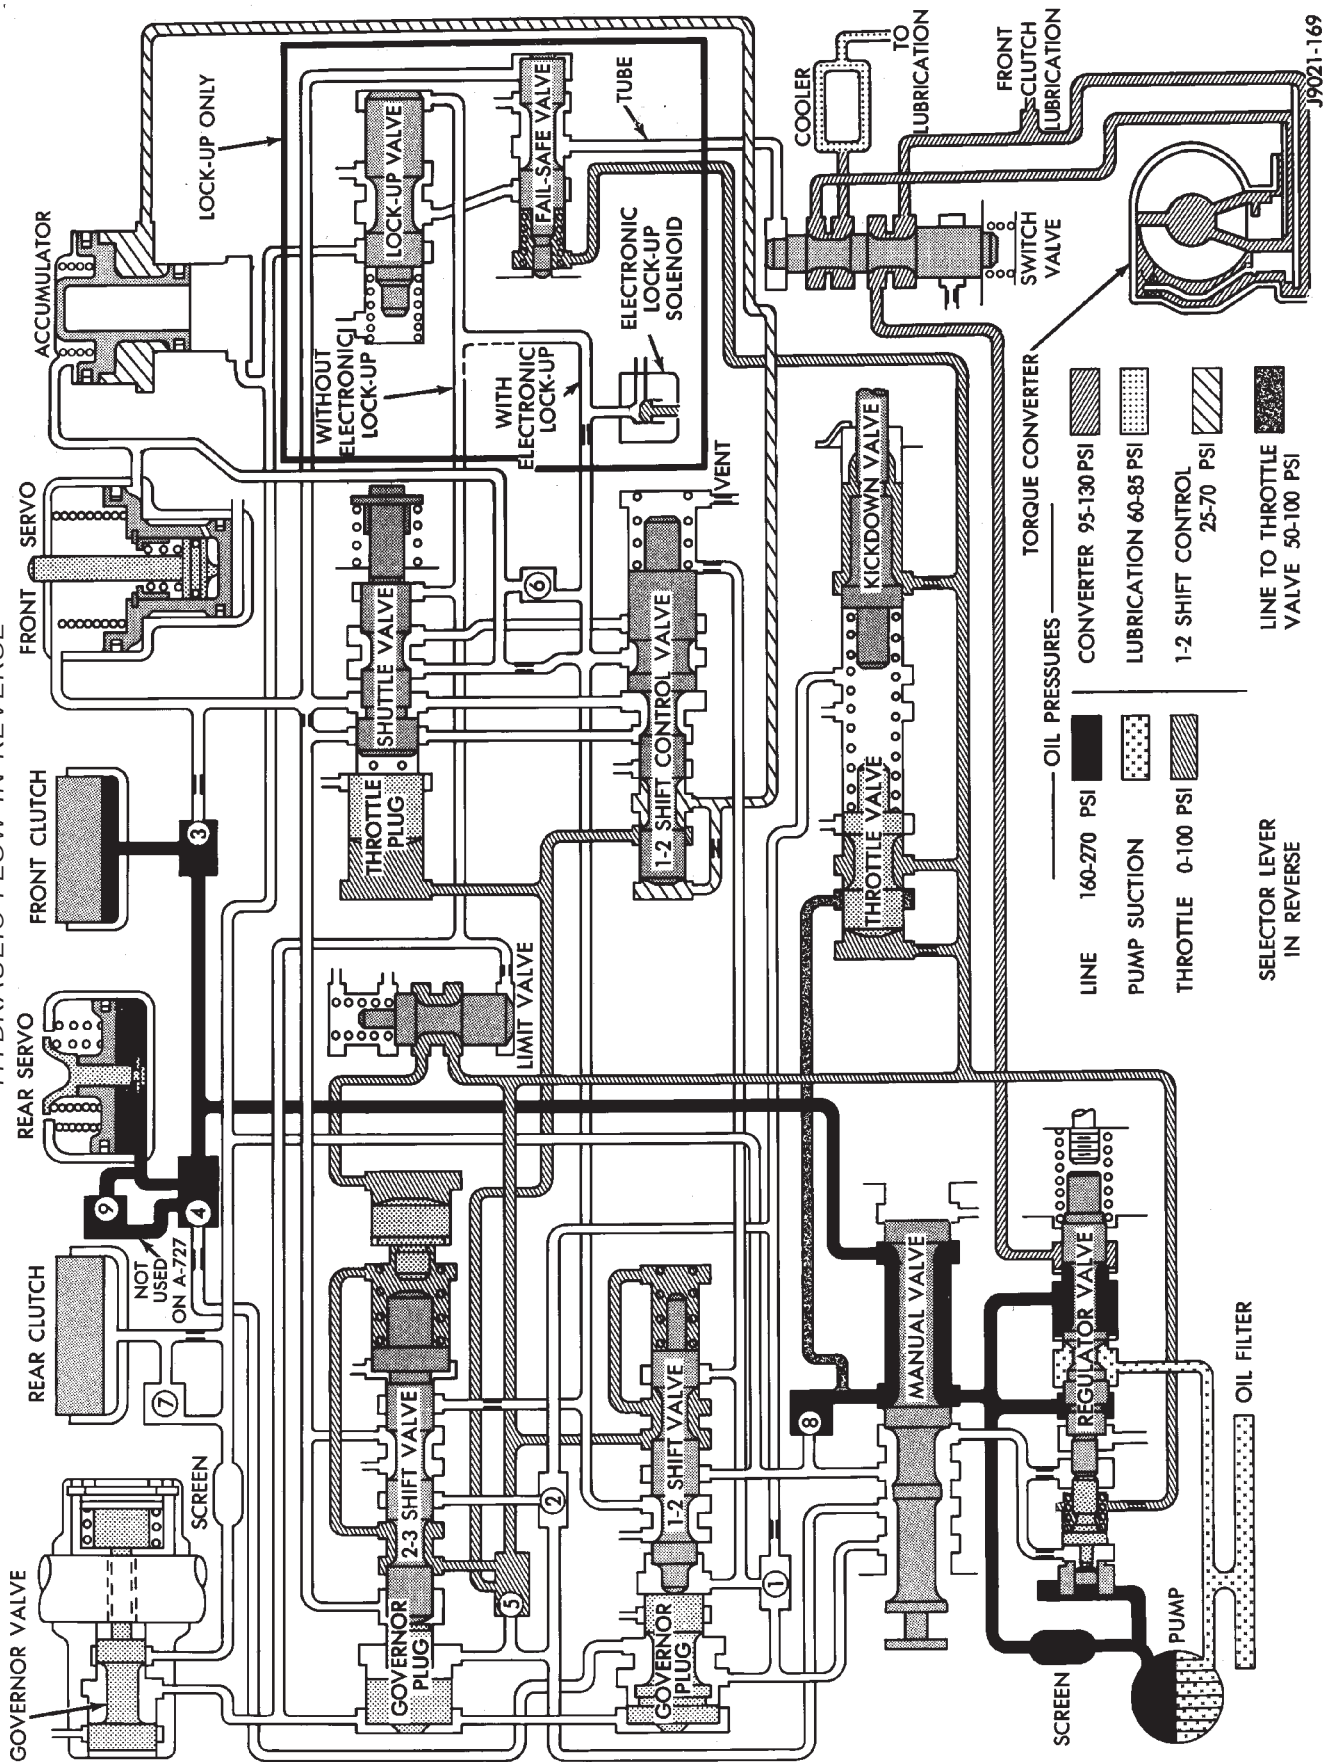 HYDRAULIC FLOW IN REVERSE
GOVERNOR VALVE
REAR CLUTCH
REAR SERVO
FRONT CLUTCH
FRONT SERVO
ACCUMULATOR
LOCK-UP ONLY
SCREEN
7
NOT
USED
ON A-727
9
4
3
LOCK-UP VALVE
FAIL-SAFE VALVE
TUBE
WITHOUT
ELECTRONIC
LOCK-UP
WITH
ELECTRONIC
LOCK-UP
ELECTRONIC
LOCK-UP
SOLENOID
GOVERNOR
PLUG
2-3 SHIFT VALVE
LIMIT VALVE
THROTTLE
PLUG
SHUTTLE VALVE
6
5
2
GOVERNOR
PLUG
1-2 SHIFT VALVE
1-2 SHIFT CONTROL VALVE
VENT
1
8
MANUAL VALVE
THROTTLE VALVE
KICKDOWN VALVE
COOLER
TO
LUBRICATION
FRONT
CLUTCH
LUBRICATION
SWITCH
VALVE
TORQUE CONVERTER
SCREEN
PUMP
REGULATOR VALVE
OIL FILTER
OIL PRESSURES
LINE 160-270 PSI
PUMP SUCTION
THROTTLE 0-100 PSI
CONVERTER 95-130 PSI
LUBRICATION 60-85 PSI
1-2 SHIFT CONTROL
25-70 PSI
LINE TO THROTTLE
VALVE 50-100 PSI
SELECTOR LEVER
IN REVERSE
J9021-169